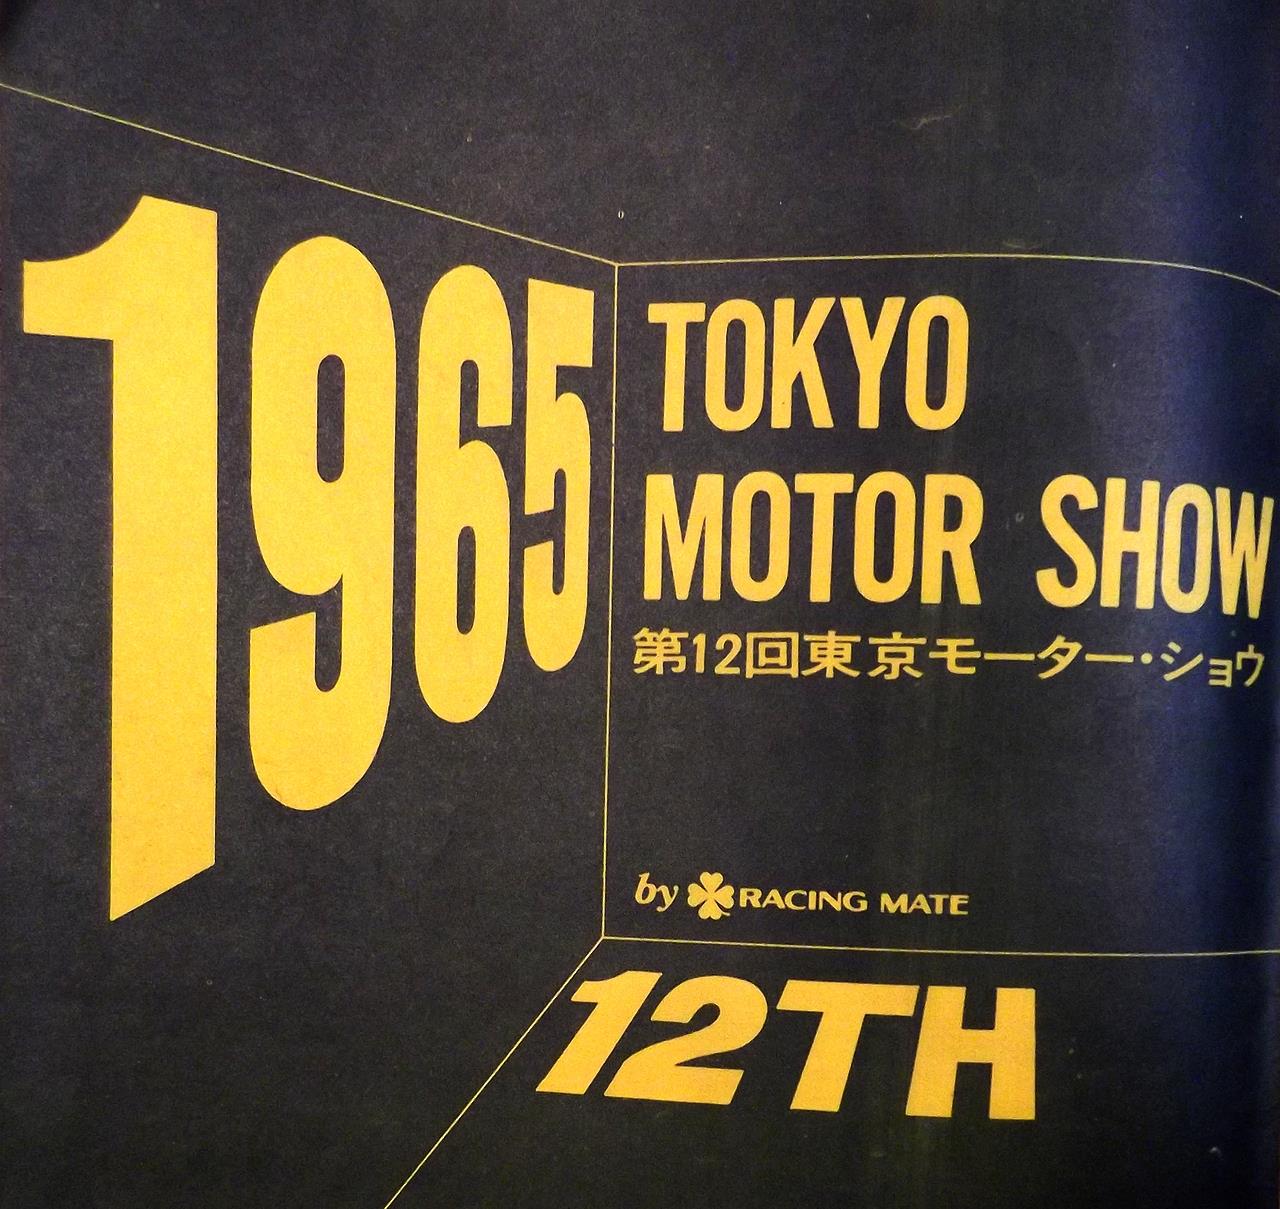 1965
TOKYO
MOTOR SHOW
第12回東京モーター・ショウ
by RACING MATE
12TH